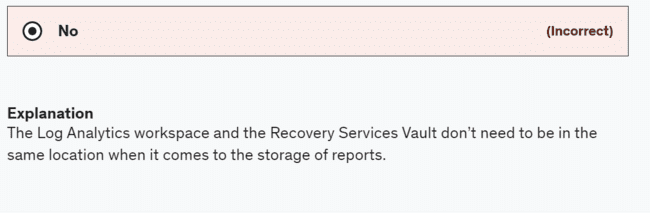 No (Incorrect)
Explanation
The Log Analytics workspace and the Recovery Services Vault don’t need to be in the
same location when it comes to the storage of reports.